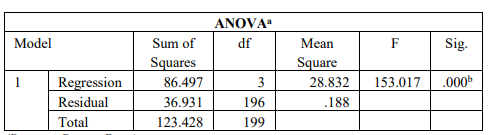 ANOVAᵃ
Model Sum of Squares df Mean Square F Sig.
1 Regression 86.497 3 28.832 153.017 .000ᵇ
Residual 36.931 196 .188
Total 123.428 199